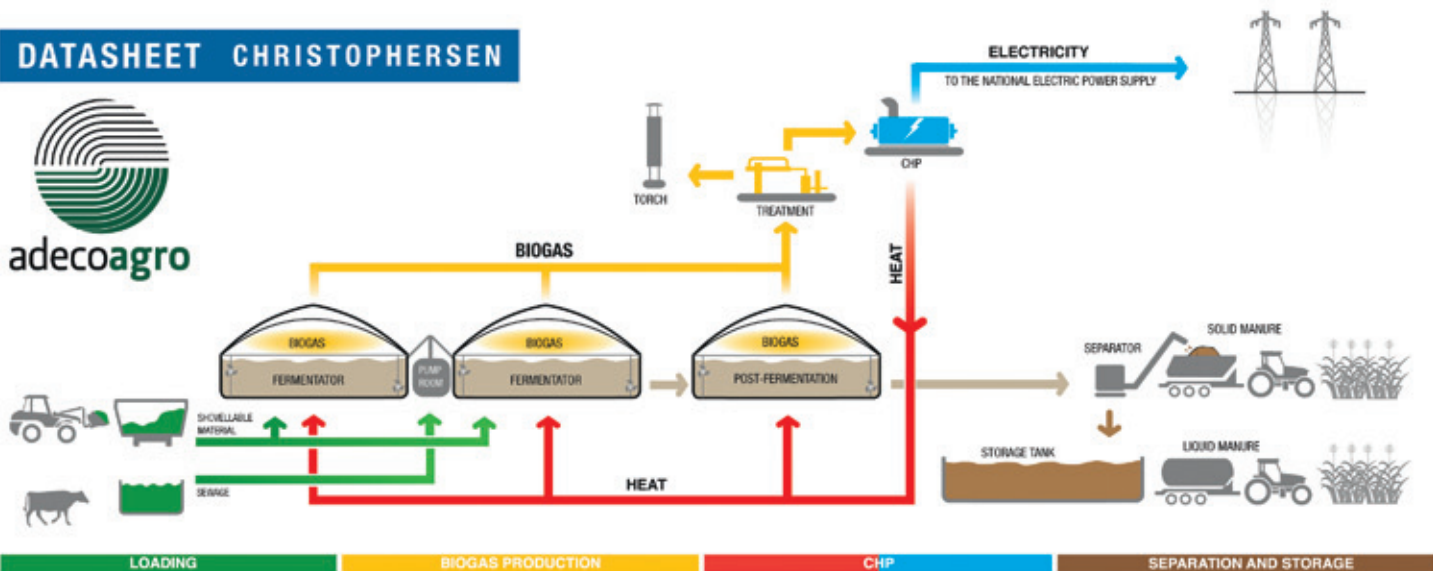 DATASHEET CHRISTOPHERSEN
adecoagro
ELECTRICITY
TO THE NATIONAL ELECTRIC POWER SUPPLY
CHP
TORCH
TREATMENT
BIOGAS
HEAT
BIOGAS
FERMENTATOR
PUMP
ROOM
BIOGAS
FERMENTATOR
BIOGAS
POST-FERMENTATION
SEPARATOR
SOLID MANURE
SHOVELLABLE
MATERIAL
SEWAGE
HEAT
STORAGE TANK
LIQUID MANURE
LOADING
BIOGAS PRODUCTION
CHP
SEPARATION AND STORAGE